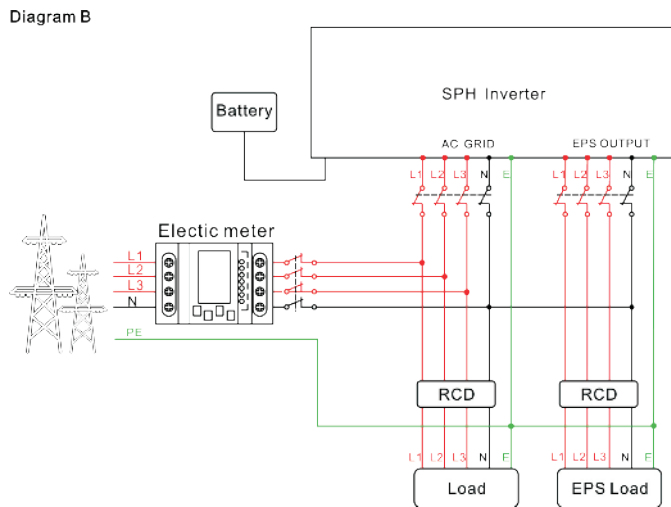 Diagram B
SPH Inverter
Battery
AC GRID
EPS OUTPUT
L1 L2 L3 N E
L1 L2 L3 N E
Electic meter
L1
L2
L3
N
PE
RCD
RCD
L1 L2 L3 N E
L1 L2 L3 N E
Load
EPS Load